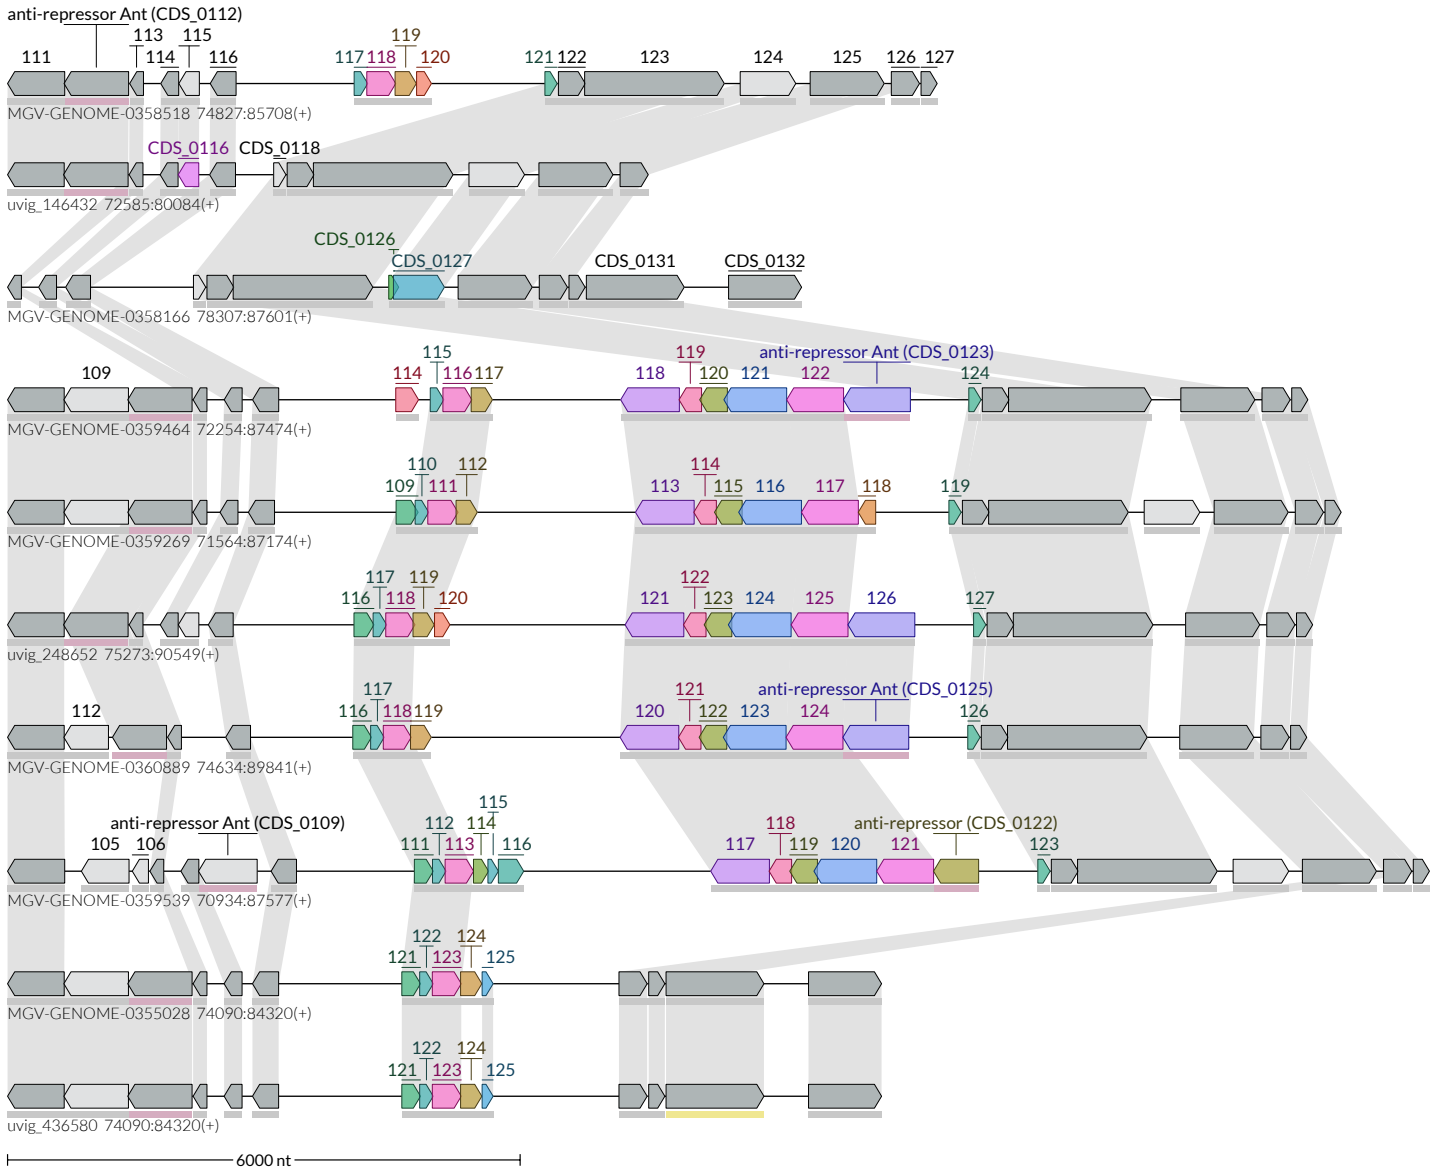 anti-repressor Ant (CDS_0112)
113 119
114 115
111 116 117 118 120 121 122 123 124 125 126 127
MGV-GENOME-0358518 74827:85708(+)
CDS_0116 CDS_0118
uvig_146432 72585:80084(+)
CDS_0126
CDS_0127 CDS_0131 CDS_0132
MGV-GENOME-0358166 78307:87601(+)
115 119 anti-repressor Ant (CDS_0123)
109 114 116 117 118 120 121 122 124
MGV-GENOME-0359464 72254:87474(+)
110 112 114
109 111 113 115 116 117 118 119
MGV-GENOME-0359269 71564:87174(+)
117 119 122
116 118 120 121 123 124 125 126 127
uvig_248652 75273:90549(+)
117 121 anti-repressor Ant (CDS_0125)
112 116 118 119 120 122 123 124 126
MGV-GENOME-0360889 74634:89841(+)
115
anti-repressor Ant (CDS_0109) 112 114 118 anti-repressor (CDS_0122)
105 106 111 113 116 117 119 120 121 123
MGV-GENOME-0359539 70934:87577(+)
122 124
121 123 125
MGV-GENOME-0355028 74090:84320(+)
122 124
121 123 125
uvig_436580 74090:84320(+)
6000 nt